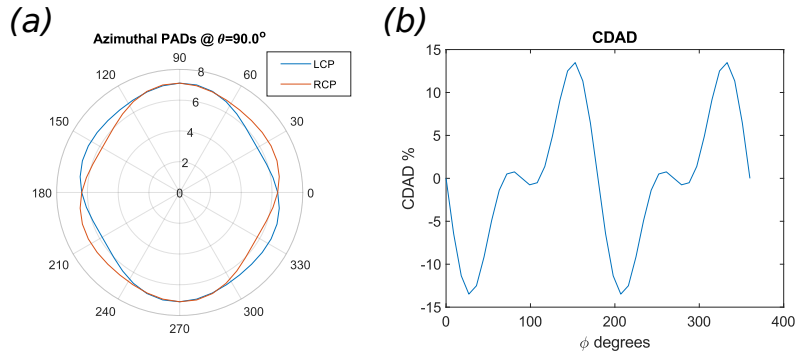 (a)
Azimuthal PADs @ θ=90.0°
LCP
RCP
90
120 60
150 30
180 0
210 330
240 300
270
8
6
4
2
0
(b)
CDAD
CDAD %
15
10
5
0
-5
-10
-15
0 100 200 300 400
ϕ degrees